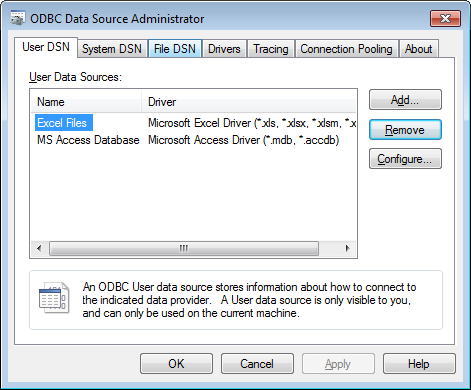 ODBC Data Source Administrator
User DSN System DSN File DSN Drivers Tracing Connection Pooling About
User Data Sources:
Name Driver
Excel Files Microsoft Excel Driver (*.xls, *.xlsx, *.xlsm, *.x
MS Access Database Microsoft Access Driver (*.mdb, *.accdb)
Add...
Remove
Configure...
An ODBC User data source stores information about how to connect to
the indicated data provider. A User data source is only visible to you,
and can only be used on the current machine.
OK Cancel Apply Help